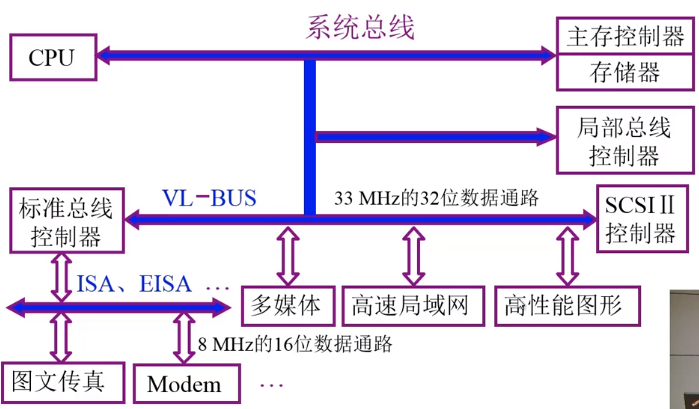 系统总线
CPU
主存控制器
存储器
局部总线
控制器
标准总线
控制器
VL-BUS
33 MHz的32位数据通路
SCSIⅡ
控制器
ISA、EISA …
多媒体
高速局域网
高性能图形
8 MHz的16位数据通路
图文传真
Modem
…